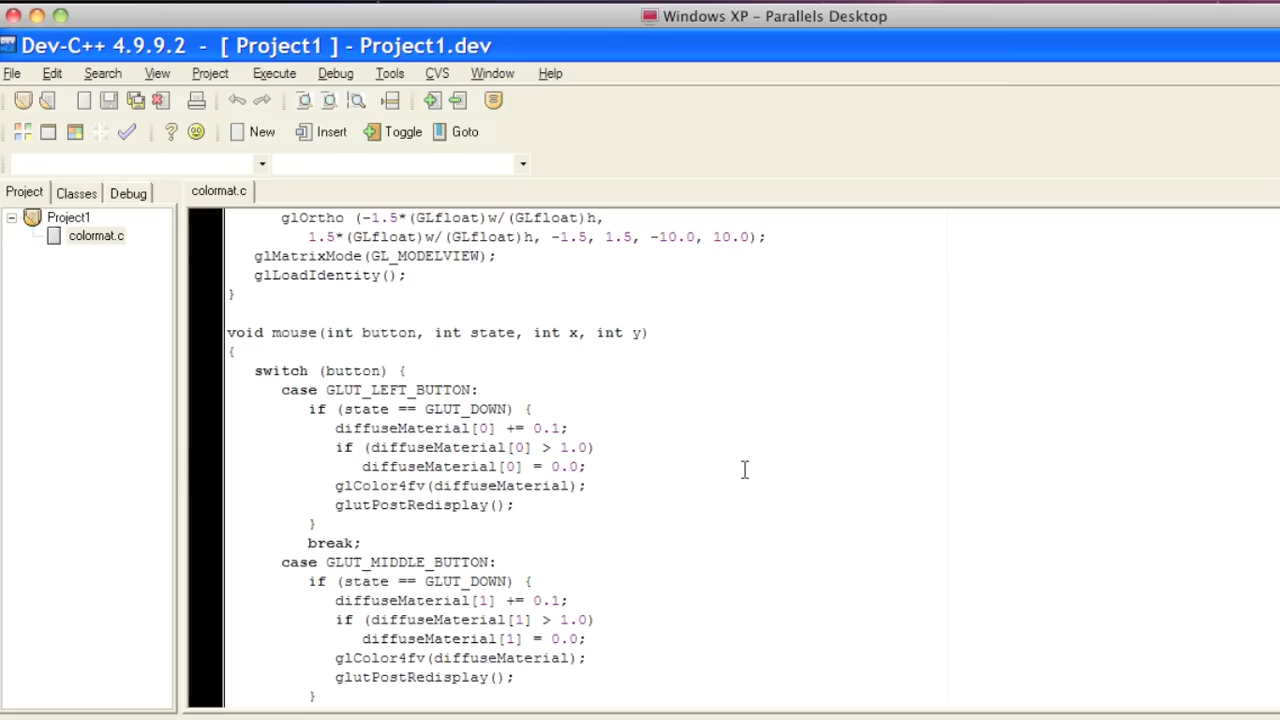 Windows XP - Parallels Desktop
Dev-C++ 4.9.9.2 - [ Project1 ] - Project1.dev
File Edit Search View Project Execute Debug Tools CVS Window Help
New Insert Toggle Goto
Project Classes Debug
colormat.c
Project1
colormat.c
glOrtho (-1.5*(GLfloat)w/(GLfloat)h,
1.5*(GLfloat)w/(GLfloat)h, -1.5, 1.5, -10.0, 10.0);
glMatrixMode(GL_MODELVIEW);
glLoadIdentity();
}
void mouse(int button, int state, int x, int y)
{
switch (button) {
case GLUT_LEFT_BUTTON:
if (state == GLUT_DOWN) {
diffuseMaterial[0] += 0.1;
if (diffuseMaterial[0] > 1.0)
diffuseMaterial[0] = 0.0;
glColor4fv(diffuseMaterial);
glutPostRedisplay();
}
break;
case GLUT_MIDDLE_BUTTON:
if (state == GLUT_DOWN) {
diffuseMaterial[1] += 0.1;
if (diffuseMaterial[1] > 1.0)
diffuseMaterial[1] = 0.0;
glColor4fv(diffuseMaterial);
glutPostRedisplay();
}